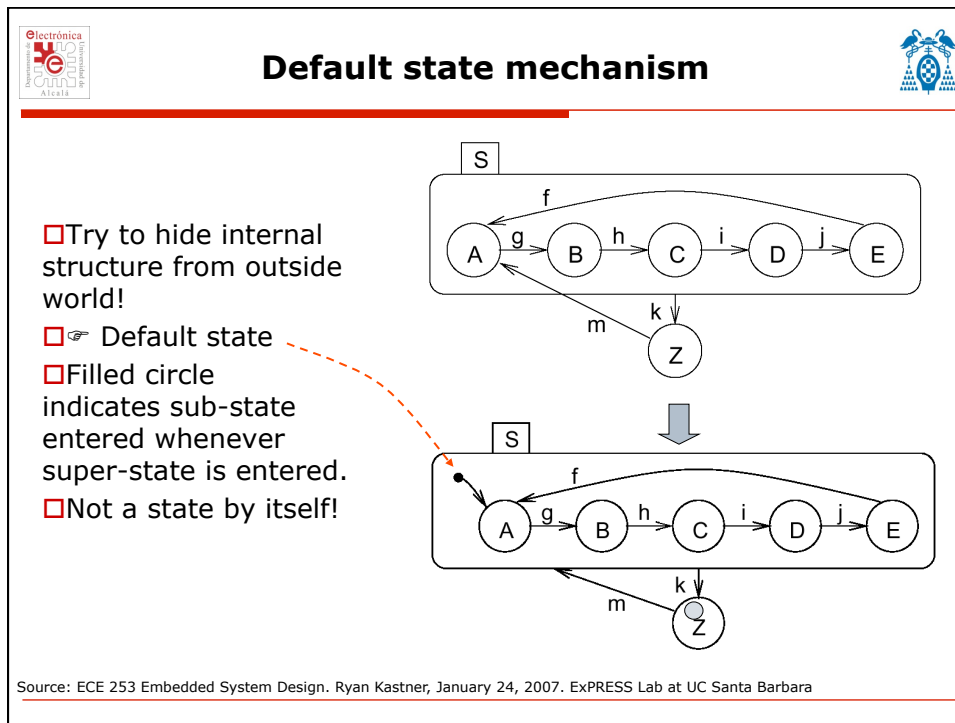 Electrónica
Departamento de
Universidad de
Alcalá
Default state mechanism
Try to hide internal
structure from outside
world!
☞ Default state
Filled circle
indicates sub-state
entered whenever
super-state is entered.
Not a state by itself!
S
f
A
g
B
h
C
i
D
j
E
m
k
Z
S
f
A
g
B
h
C
i
D
j
E
m
k
Z
Source: ECE 253 Embedded System Design. Ryan Kastner, January 24, 2007. ExPRESS Lab at UC Santa Barbara